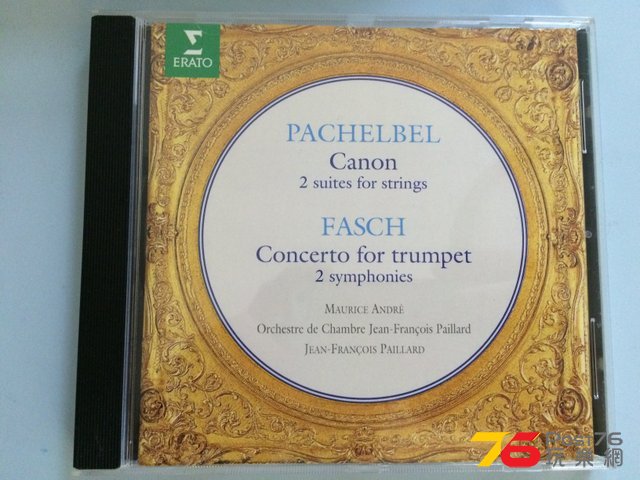 ERATO
PACHELBEL
Canon
2 suites for strings
FASCH
Concerto for trumpet
2 symphonies
MAURICE ANDRÉ
Orchestre de Chambre Jean-François Paillard
JEAN-FRANÇOIS PAILLARD
76 Post76
玩樂網